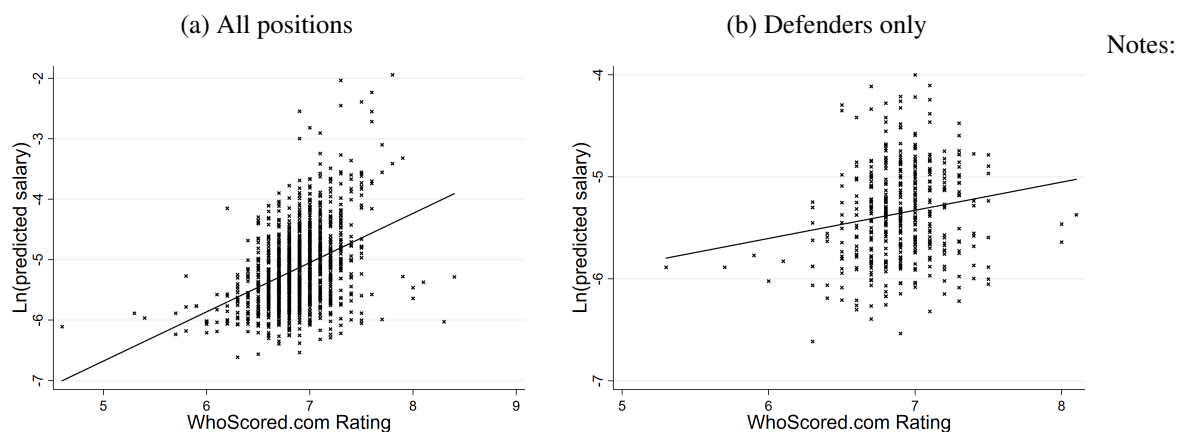 (a) All positions
(b) Defenders only
Notes:
Ln(predicted salary)
-2
-3
-4
-5
-6
-7
5
6
7
8
9
WhoScored.com Rating
Ln(predicted salary)
-4
-5
-6
-7
5
6
7
8
WhoScored.com Rating